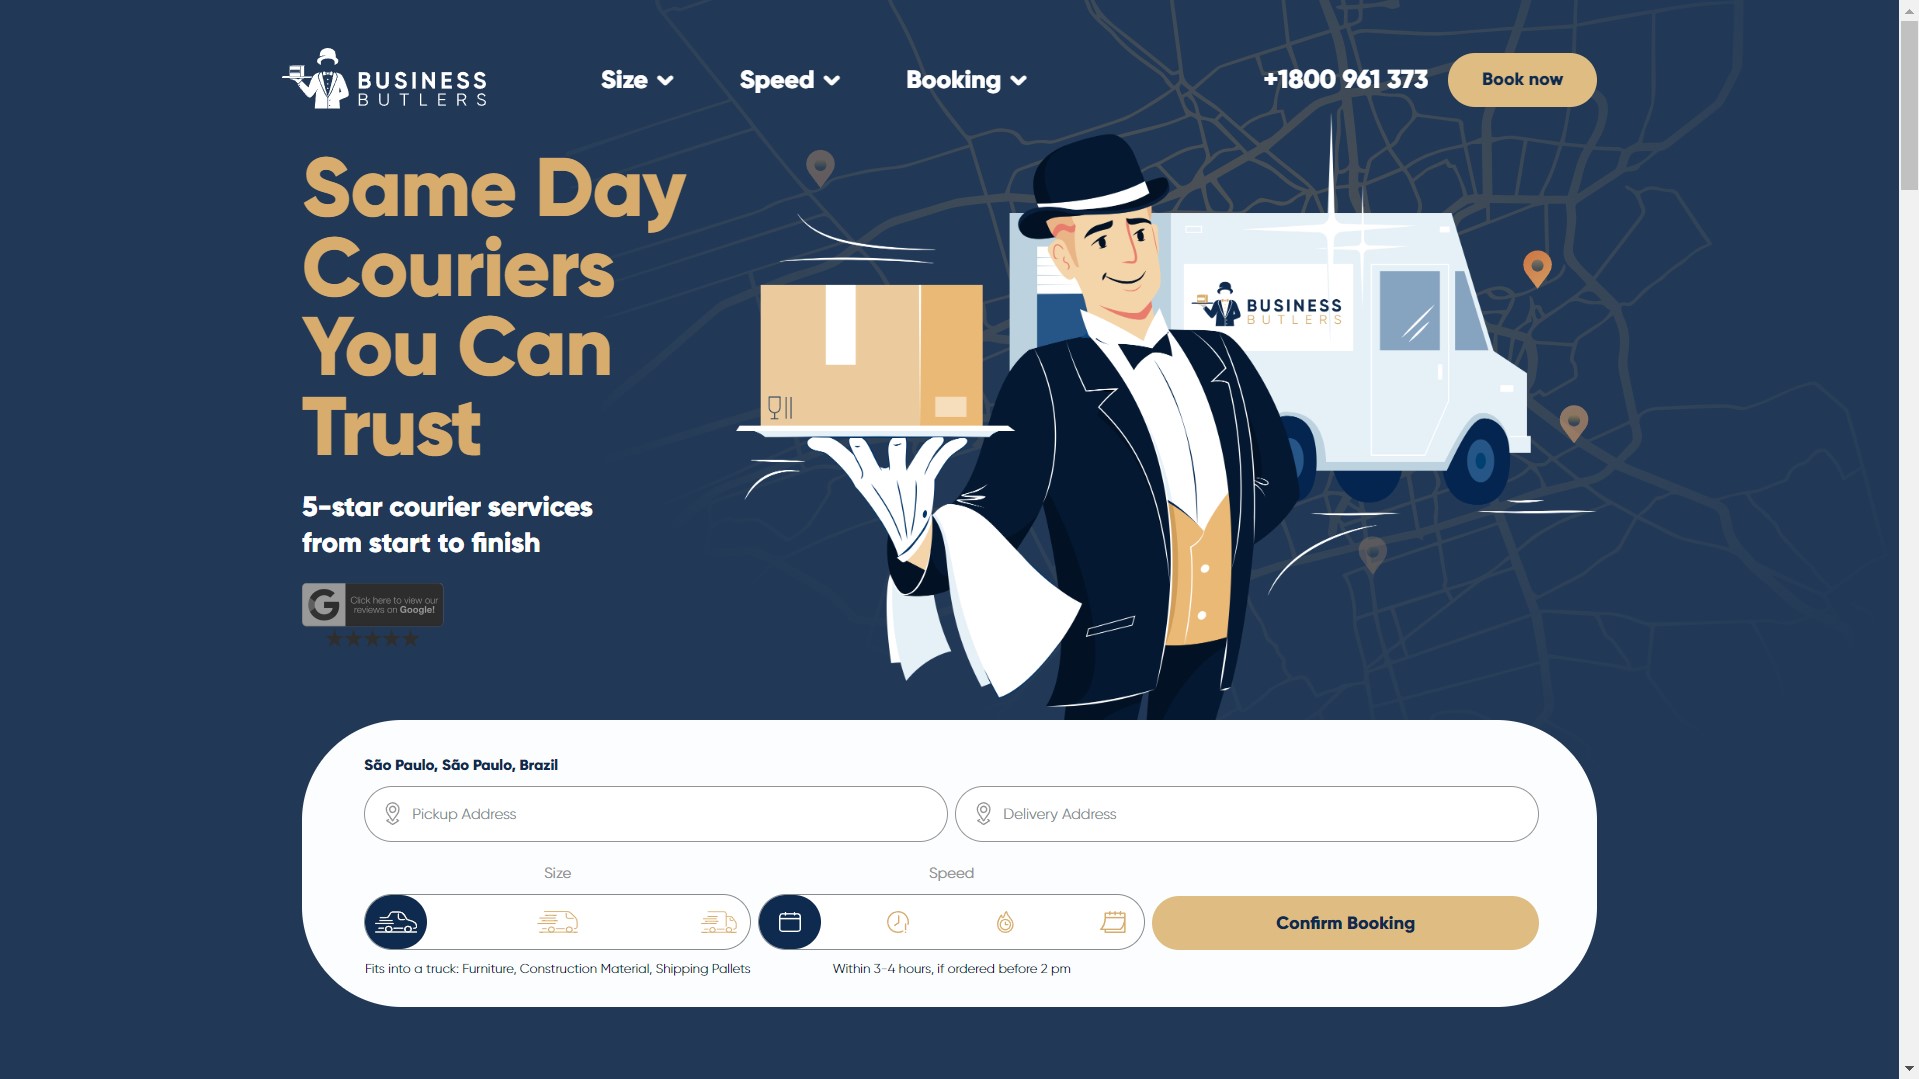 BUSINESS
BUTLERS
Size
Speed
Booking
+1800 961 373
Book now
Same Day
Couriers
You Can
Trust
5-star courier services
from start to finish
Click here to view our
reviews on Google!
BUSINESS
BUTLERS
São Paulo, São Paulo, Brazil
Pickup Address
Delivery Address
Size
Speed
Confirm Booking
Fits into a truck: Furniture, Construction Material, Shipping Pallets
Within 3-4 hours, if ordered before 2 pm